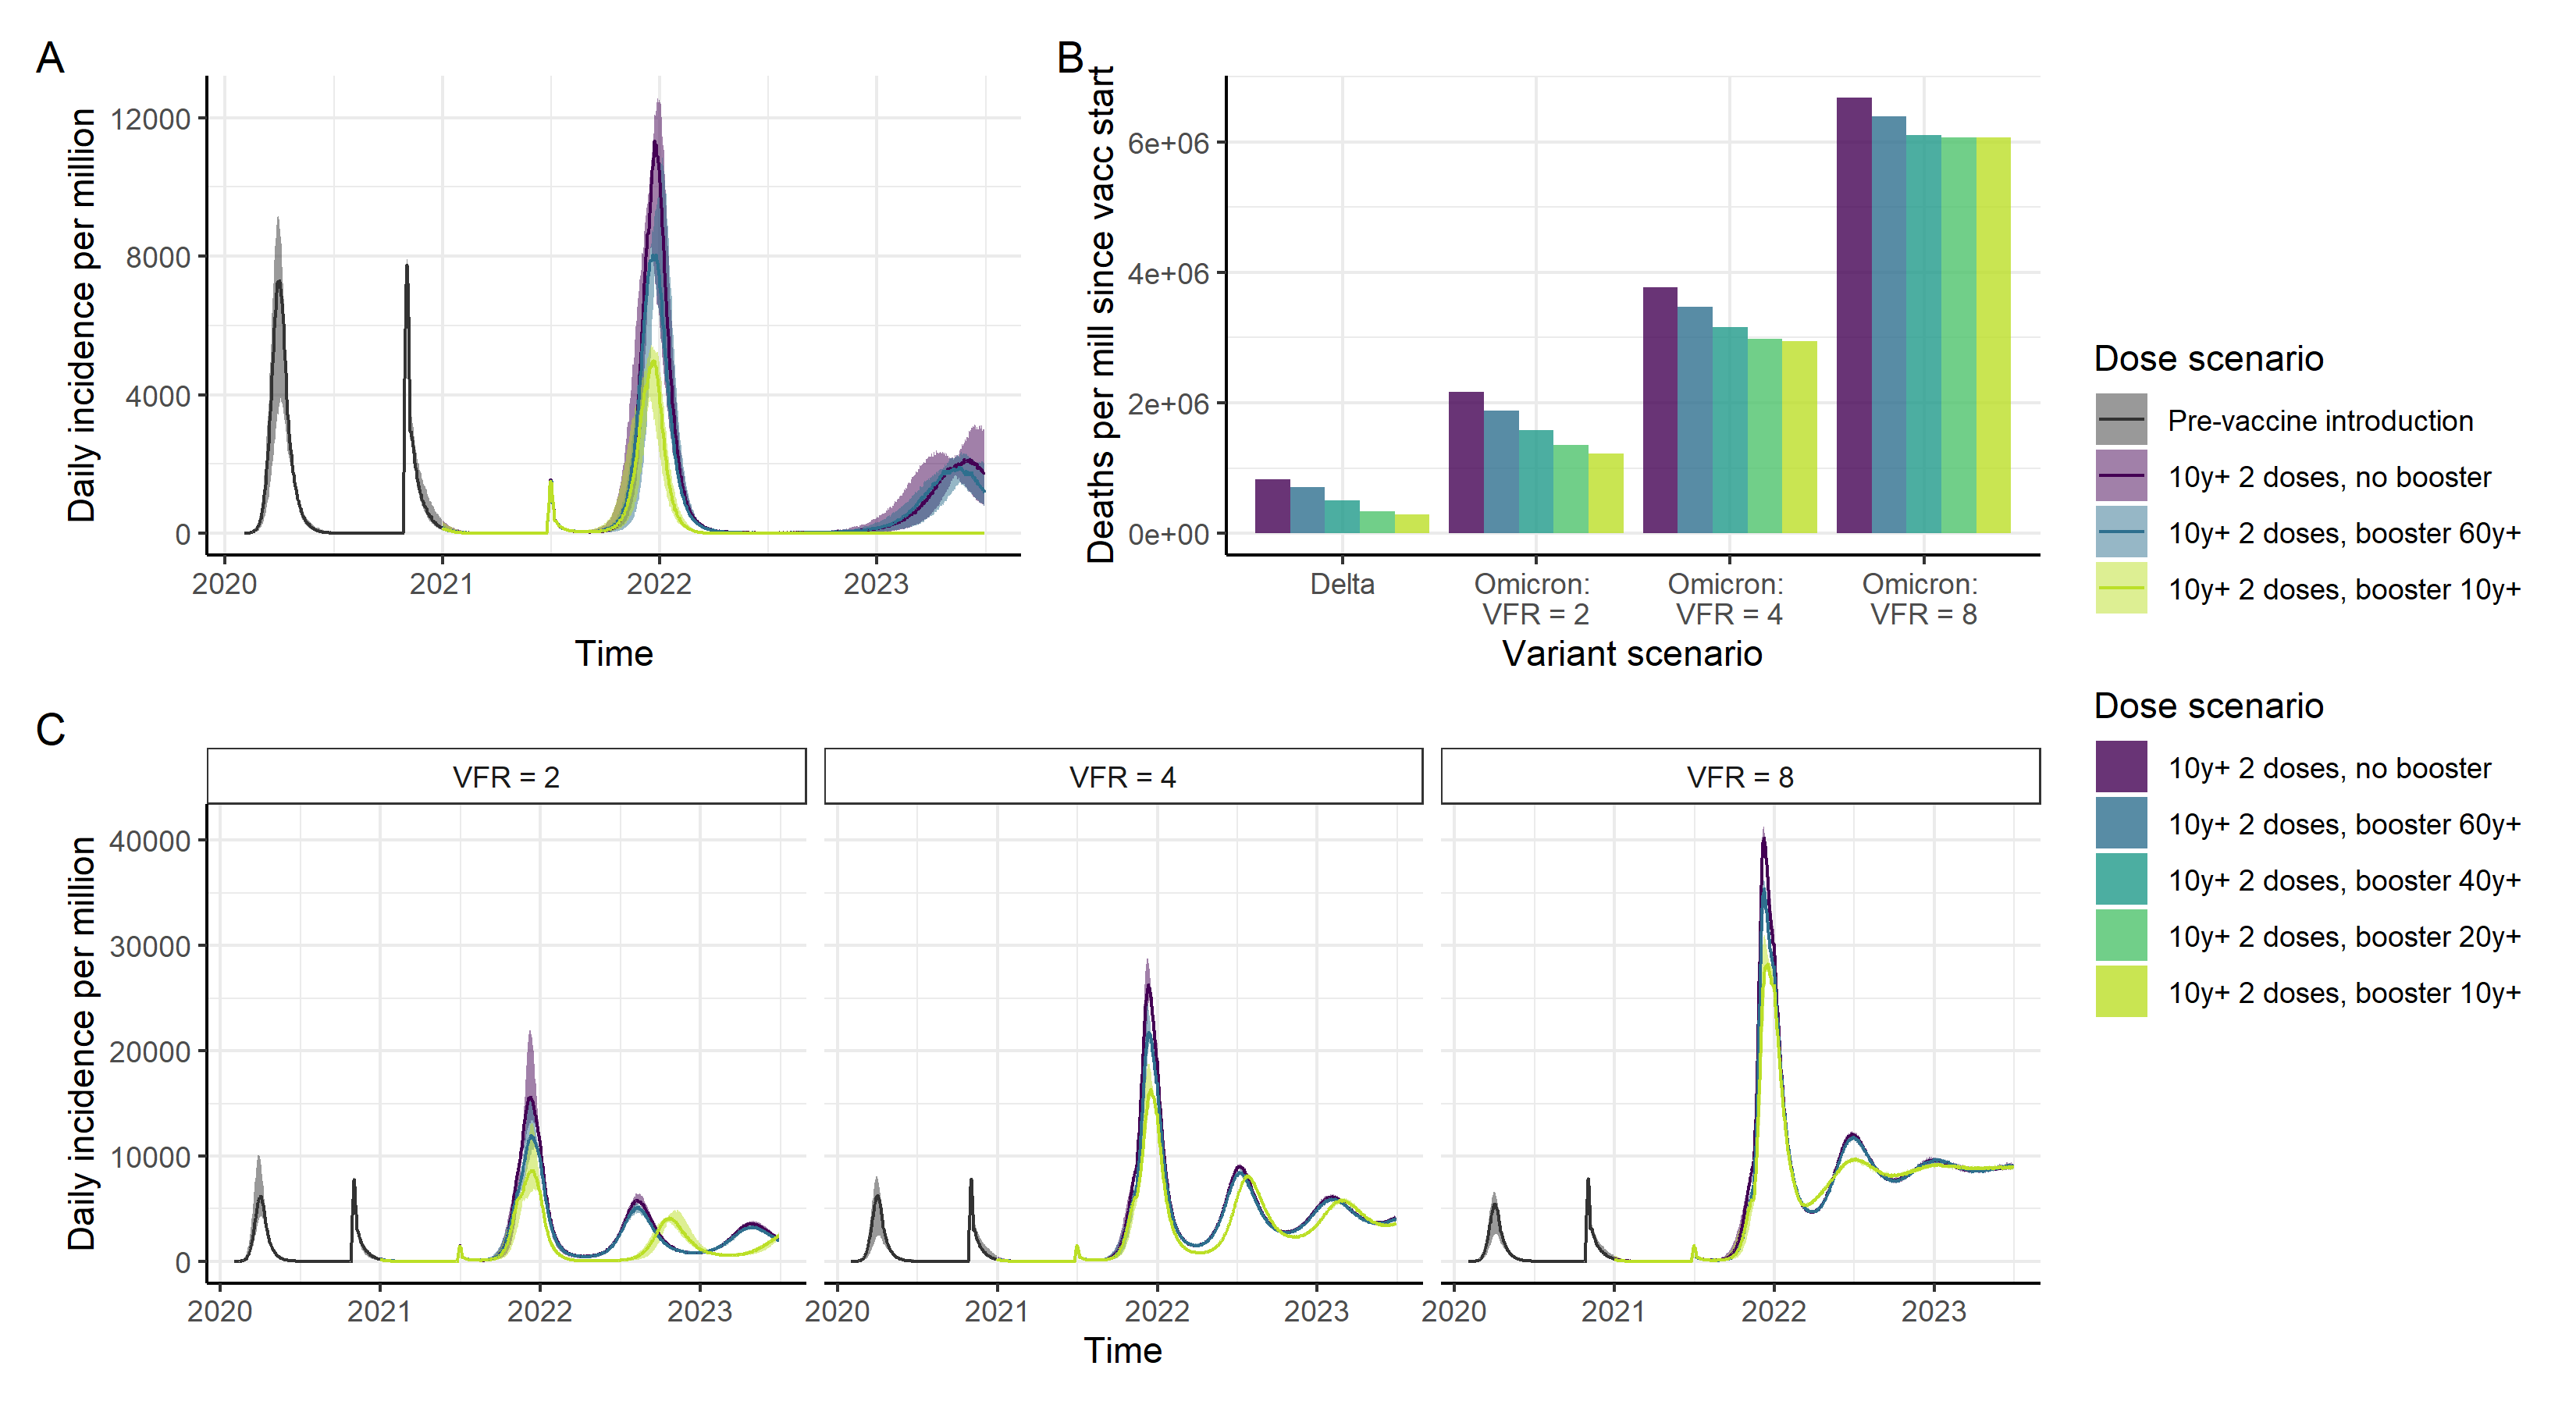 A
Daily incidence per million
12000
8000
4000
0
2020 2021 2022 2023
Time
B
Deaths per mill since vacc start
6e+06
4e+06
2e+06
0e+00
Delta
Omicron:
VFR = 2
Omicron:
VFR = 4
Omicron:
VFR = 8
Variant scenario
Dose scenario
Pre-vaccine introduction
10y+ 2 doses, no booster
10y+ 2 doses, booster 60y+
10y+ 2 doses, booster 10y+
Dose scenario
10y+ 2 doses, no booster
10y+ 2 doses, booster 60y+
10y+ 2 doses, booster 40y+
10y+ 2 doses, booster 20y+
10y+ 2 doses, booster 10y+
C
VFR = 2
VFR = 4
VFR = 8
Daily incidence per million
40000
30000
20000
10000
0
2020 2021 2022 2023
2020 2021 2022 2023
2020 2021 2022 2023
Time